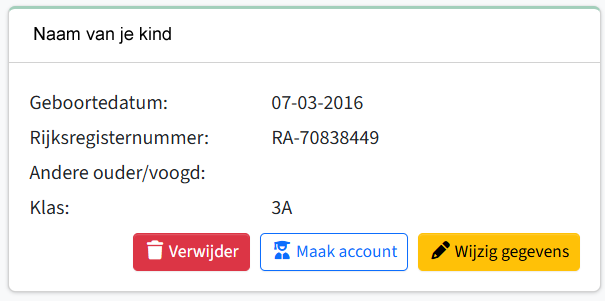 Naam van je kind
Geboortedatum: 07-03-2016
Rijksregisternummer: RA-70838449
Andere ouder/voogd:
Klas: 3A
Verwijder Maak account Wijzig gegevens